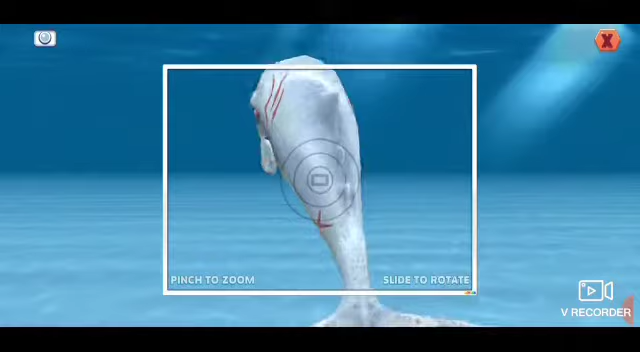 X
PINCH TO ZOOM
SLIDE TO ROTATE
V RECORDER